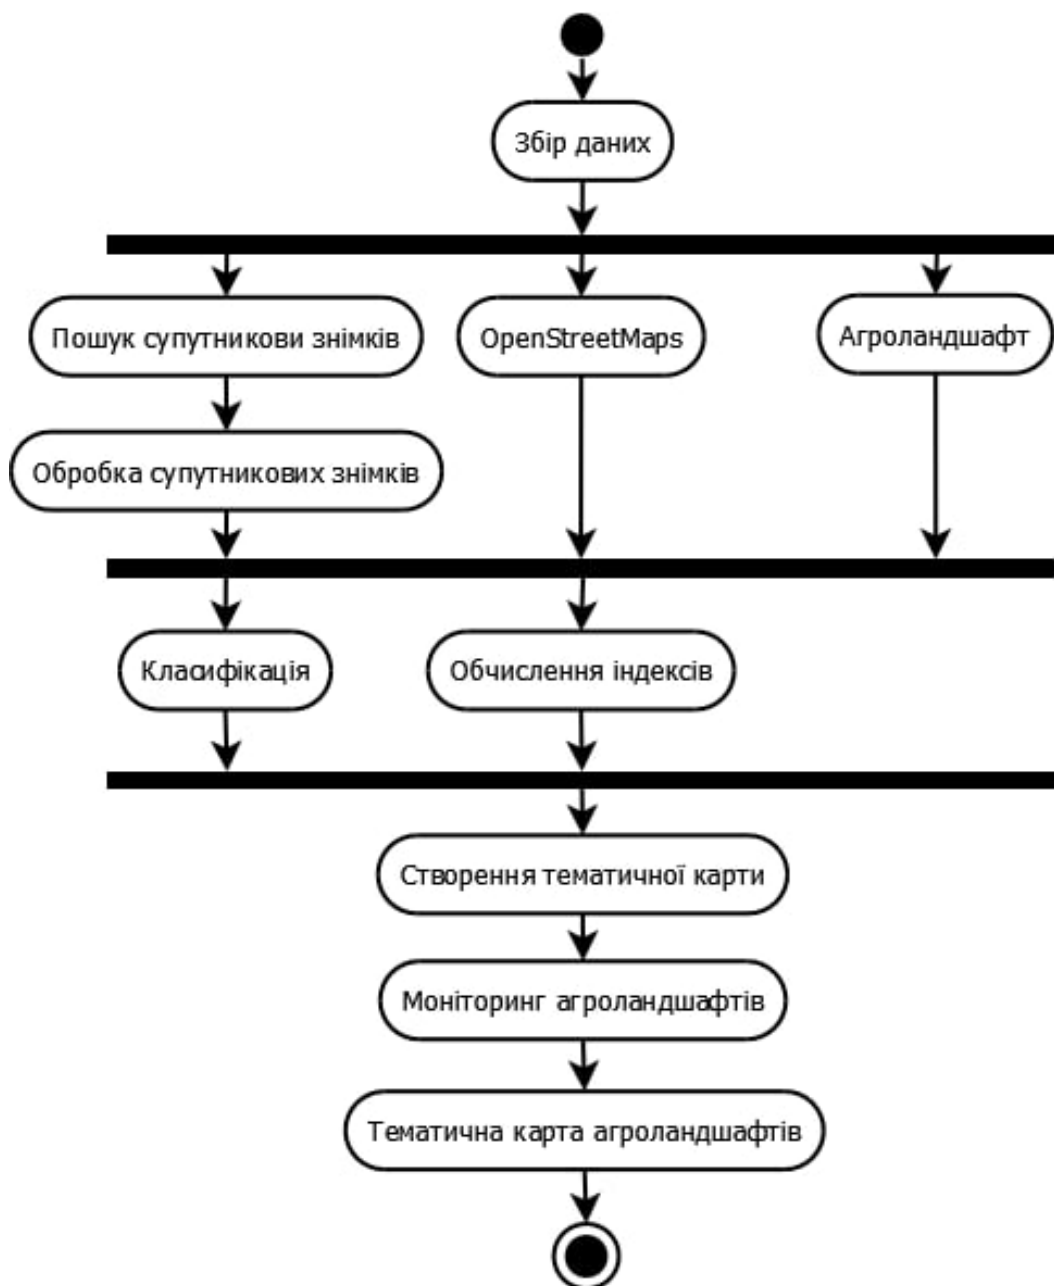 Збір даних
Пошук супутникови знімків
OpenStreetMaps
Агроландшафт
Обробка супутникових знімків
Класифікація
Обчислення індексів
Створення тематичної карти
Моніторинг агроландшафтів
Тематична карта агроландшафтів